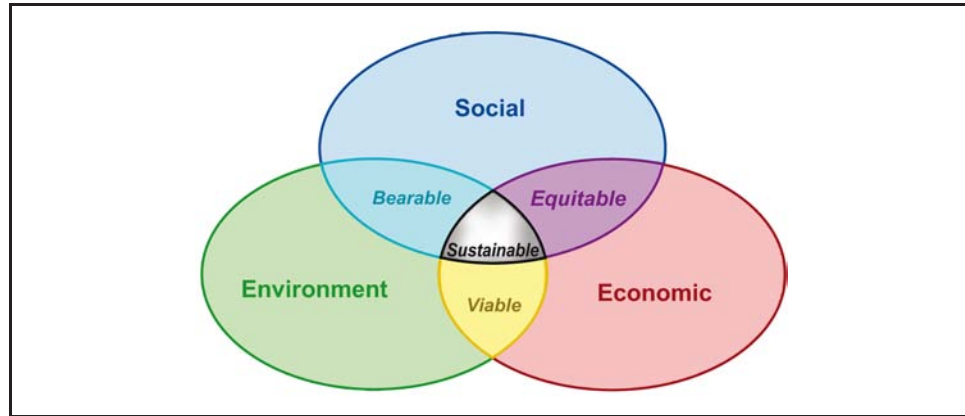 Social
Bearable
Equitable
Sustainable
Environment
Viable
Economic